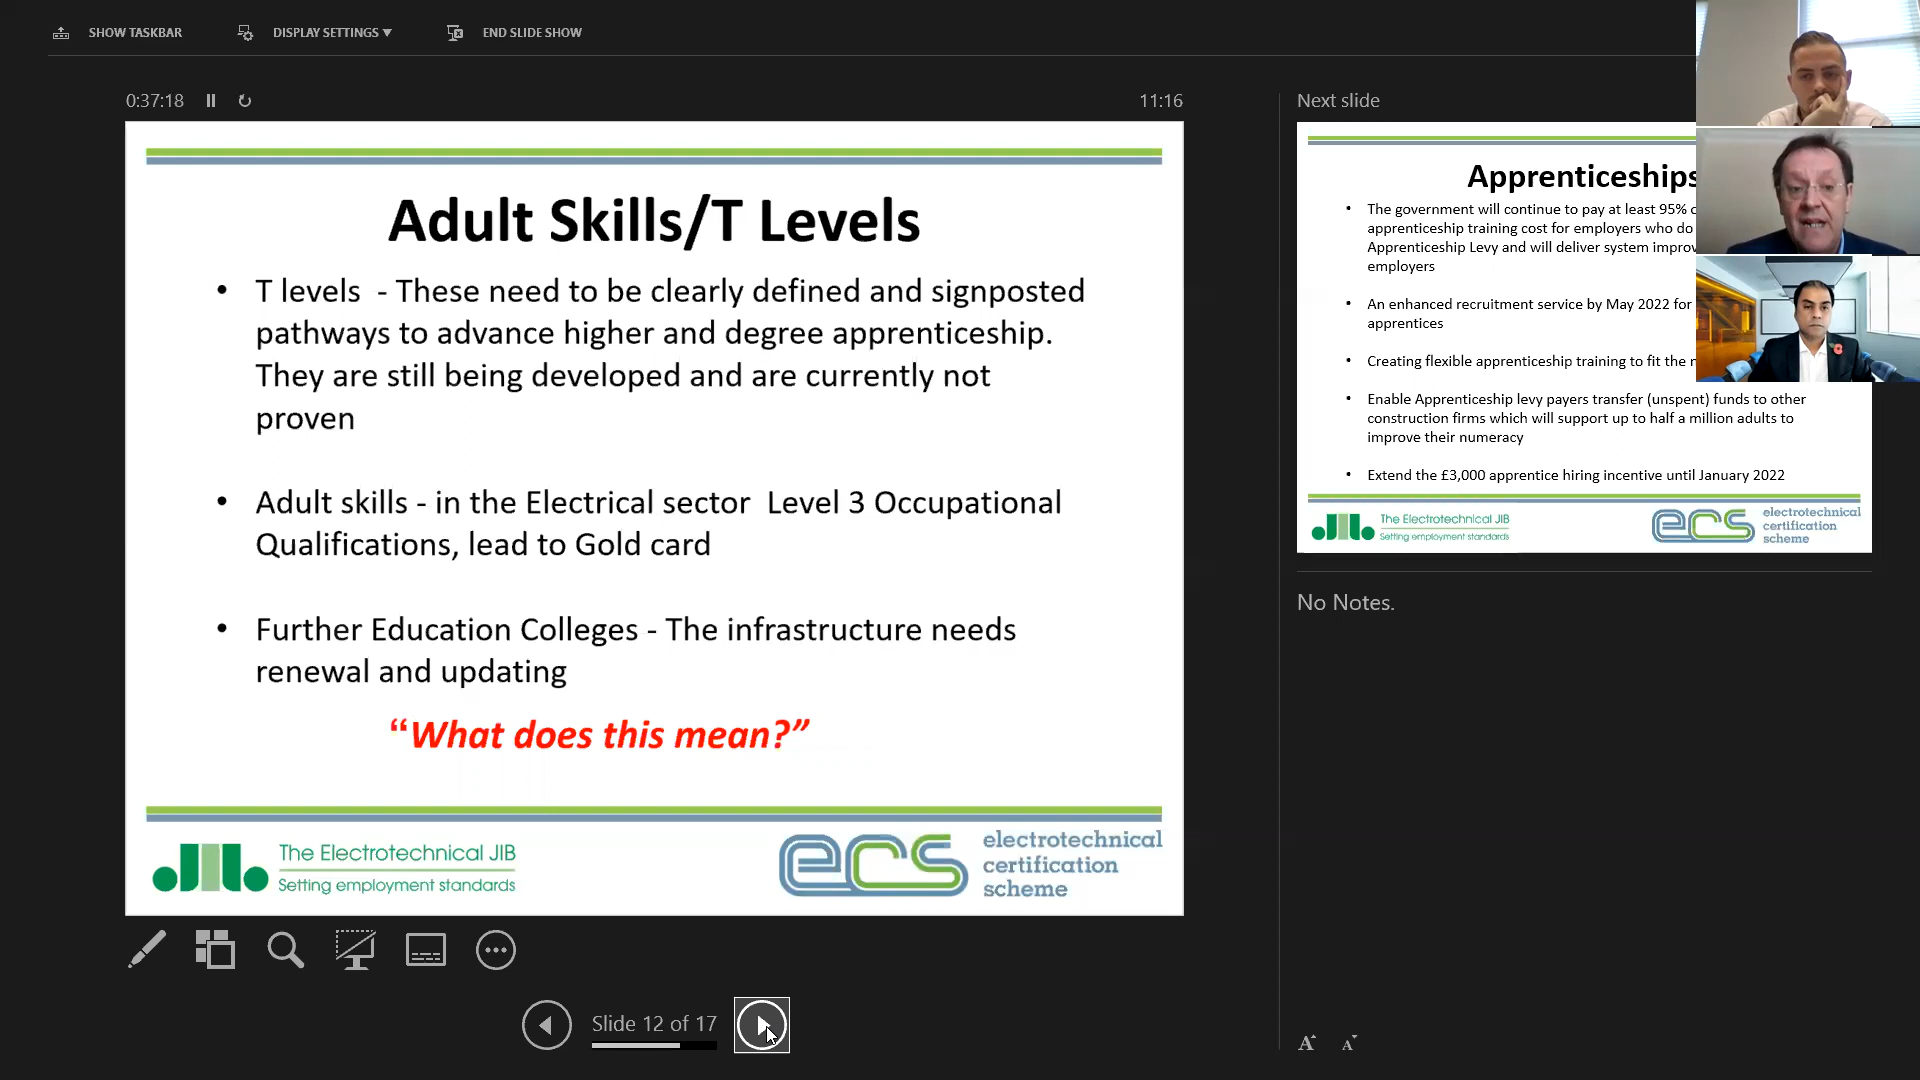 SHOW TASKBAR
DISPLAY SETTINGS
END SLIDE SHOW
0:37:18
11:16
Adult Skills/T Levels
• T levels - These need to be clearly defined and signposted
pathways to advance higher and degree apprenticeship.
They are still being developed and are currently not
proven
• Adult skills - in the Electrical sector Level 3 Occupational
Qualifications, lead to Gold card
• Further Education Colleges - The infrastructure needs
renewal and updating
“What does this mean?”
JIB
The Electrotechnical JIB
Setting employment standards
ecs
electrotechnical
certification
scheme
Slide 12 of 17
Next slide
Apprenticeships
• The government will continue to pay at least 95%
apprenticeship training cost for employers who do
Apprenticeship Levy and will deliver system
employers
• An enhanced recruitment service by May 2022 for
apprentices
• Creating flexible apprenticeship training to fit the
• Enable Apprenticeship levy payers transfer (unspent) funds to other
construction firms which will support up to half a million adults to
improve their numeracy
• Extend the £3,000 apprentice hiring incentive until January 2022
JIB
The Electrotechnical JIB
Setting employment standards
ecs
electrotechnical
certification
scheme
No Notes.
A A